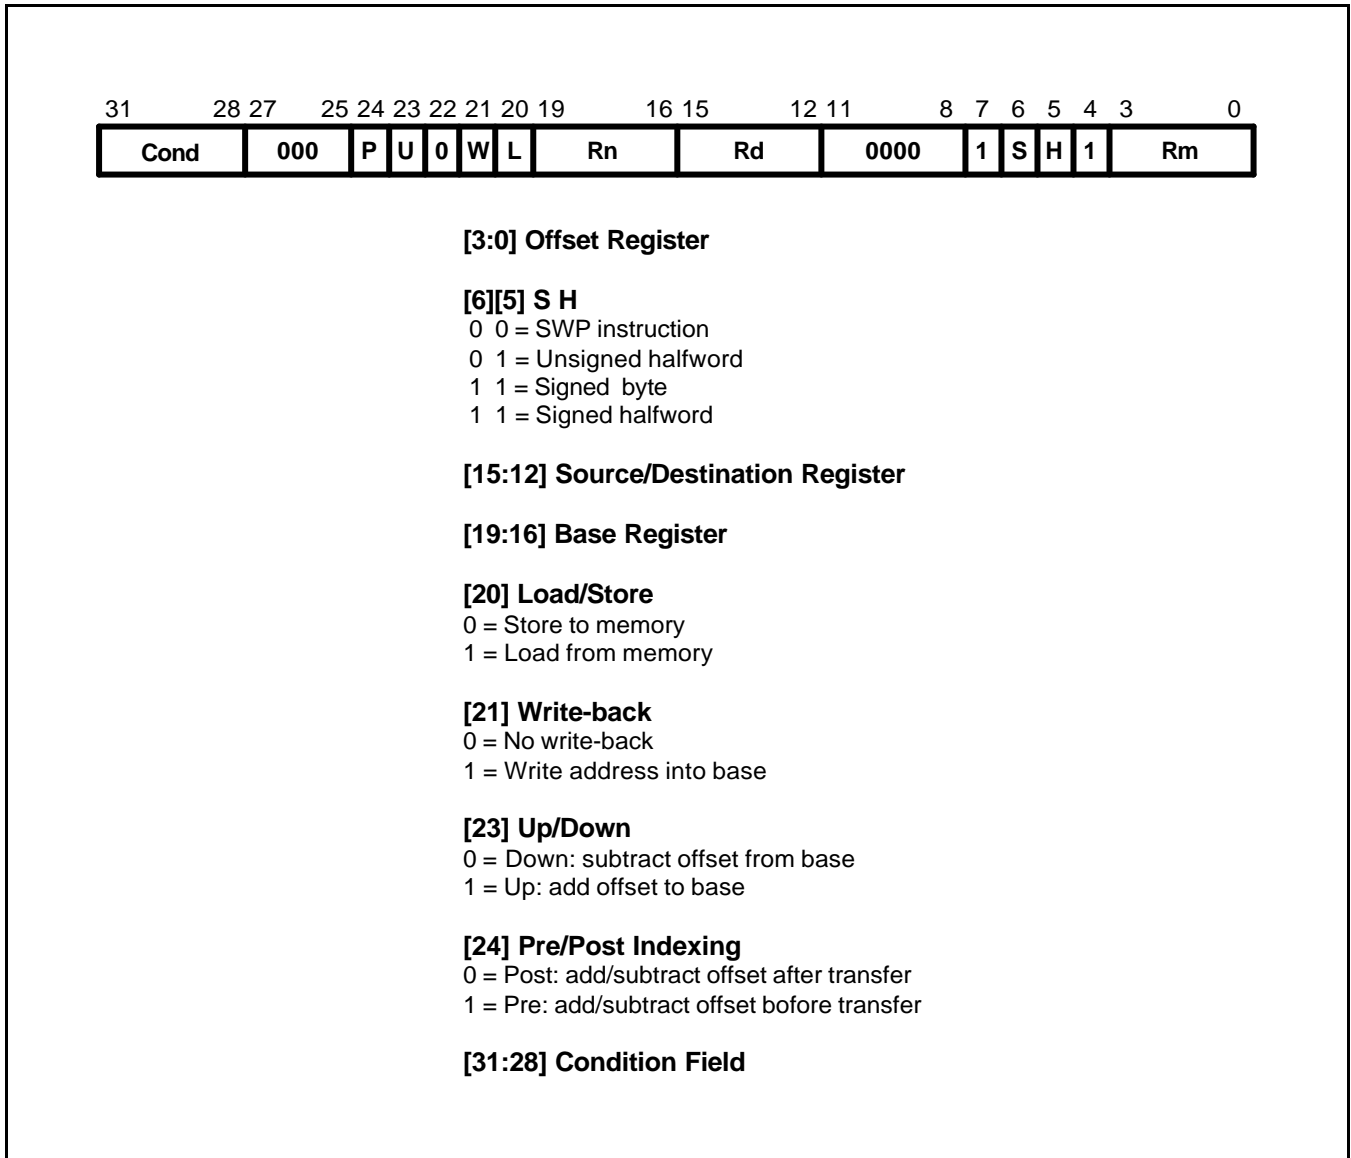 31 28 27 25 24 23 22 21 20 19 16 15 12 11 8 7 6 5 4 3 0
Cond 000 P U 0 W L Rn Rd 0000 1 S H 1 Rm
[3:0] Offset Register
[6][5] S H
0 0 = SWP instruction
0 1 = Unsigned halfword
1 1 = Signed byte
1 1 = Signed halfword
[15:12] Source/Destination Register
[19:16] Base Register
[20] Load/Store
0 = Store to memory
1 = Load from memory
[21] Write-back
0 = No write-back
1 = Write address into base
[23] Up/Down
0 = Down: subtract offset from base
1 = Up: add offset to base
[24] Pre/Post Indexing
0 = Post: add/subtract offset after transfer
1 = Pre: add/subtract offset bofore transfer
[31:28] Condition Field